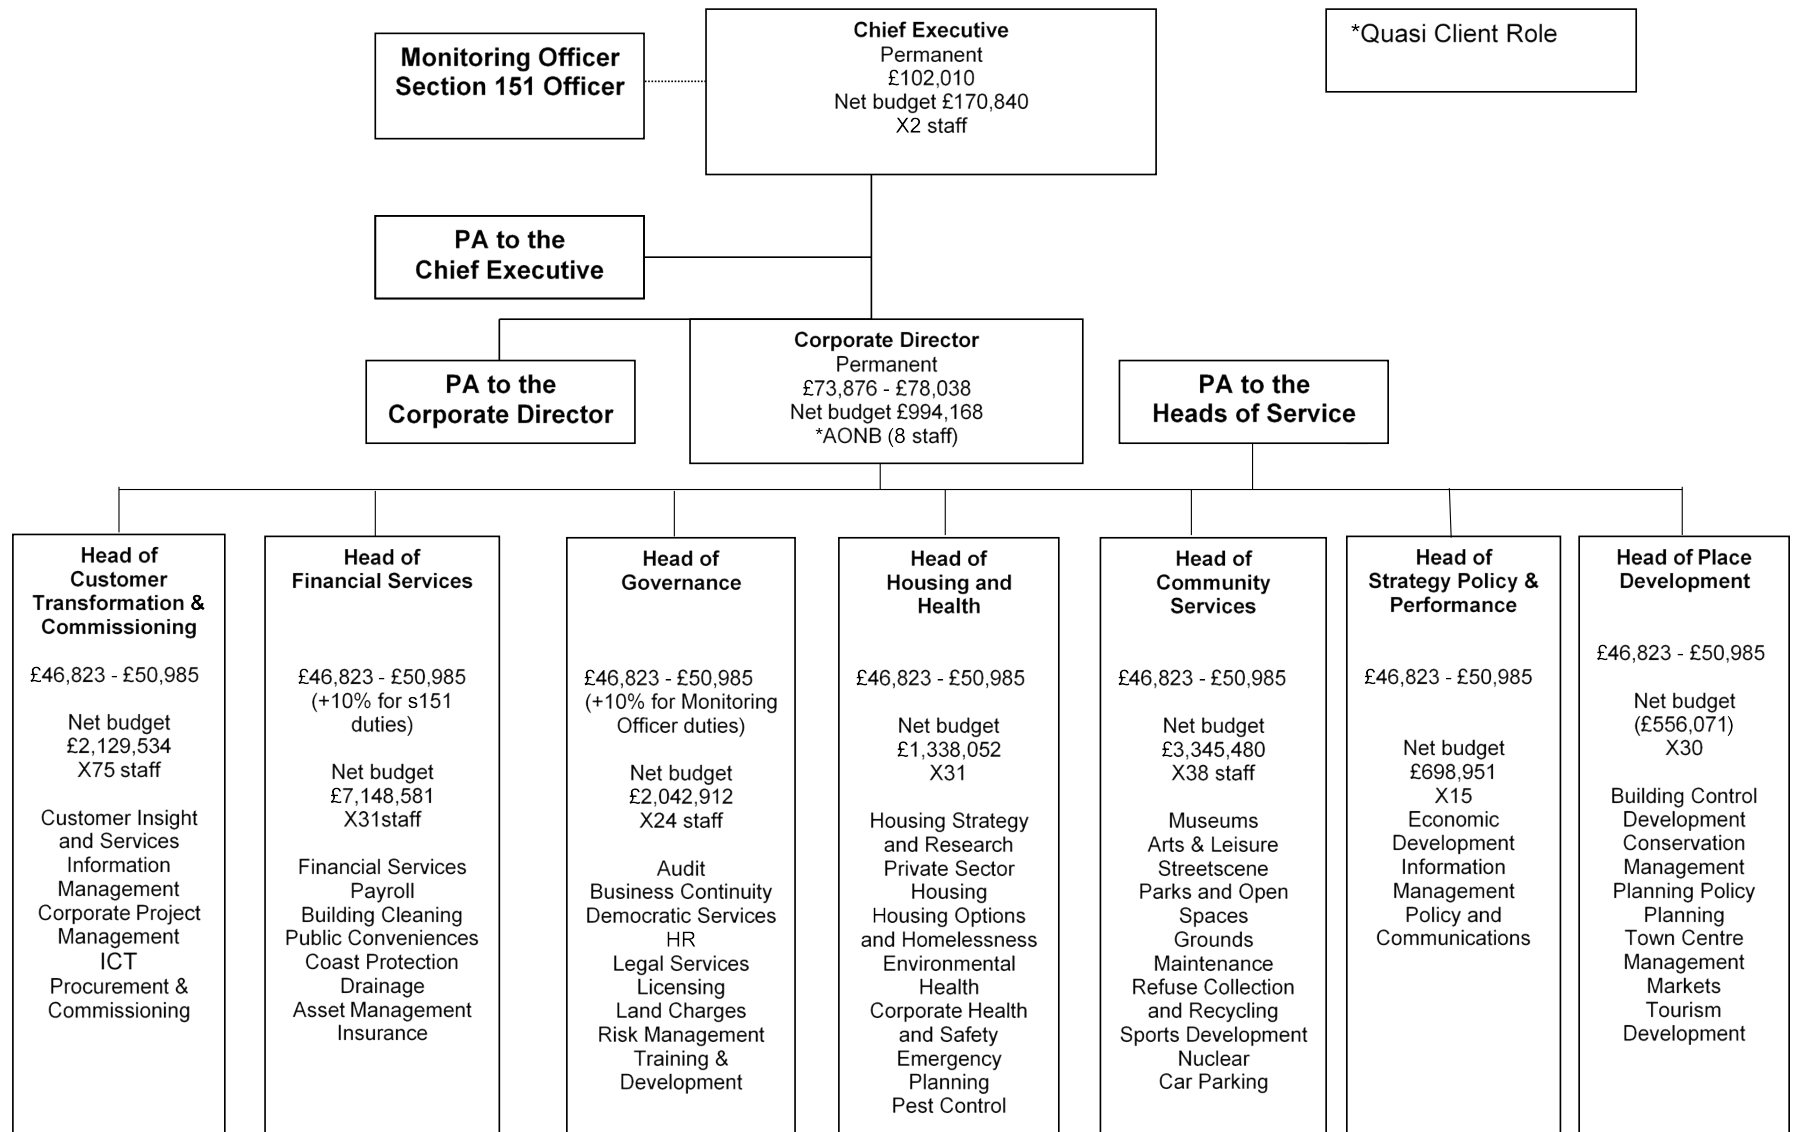 Monitoring Officer
Section 151 Officer
Chief Executive
Permanent
£102,010
Net budget £170,840
X2 staff
*Quasi Client Role
PA to the
Chief Executive
PA to the
Corporate Director
Corporate Director
Permanent
£73,876 - £78,038
Net budget £994,168
*AONB (8 staff)
PA to the
Heads of Service
Head of
Customer
Transformation &
Commissioning
£46,823 - £50,985
Net budget
£2,129,534
X75 staff
Customer Insight
and Services
Information
Management
Corporate Project
Management
ICT
Procurement &
Commissioning
Head of
Financial Services
£46,823 - £50,985
(+10% for s151
duties)
Net budget
£7,148,581
X31staff
Financial Services
Payroll
Building Cleaning
Public Conveniences
Coast Protection
Drainage
Asset Management
Insurance
Head of
Governance
£46,823 - £50,985
(+10% for Monitoring
Officer duties)
Net budget
£2,042,912
X24 staff
Audit
Business Continuity
Democratic Services
HR
Legal Services
Licensing
Land Charges
Risk Management
Training &
Development
Head of
Housing and
Health
£46,823 - £50,985
Net budget
£1,338,052
X31
Housing Strategy
and Research
Private Sector
Housing
Housing Options
and Homelessness
Environmental
Health
Corporate Health
and Safety
Emergency
Planning
Pest Control
Head of
Community
Services
£46,823 - £50,985
Net budget
£3,345,480
X38 staff
Museums
Arts & Leisure
Streetscene
Parks and Open
Spaces
Grounds
Maintenance
Refuse Collection
and Recycling
Sports Development
Nuclear
Car Parking
Head of
Strategy Policy &
Performance
£46,823 - £50,985
Net budget
£698,951
X15
Economic
Development
Information
Management
Policy and
Communications
Head of Place
Development
£46,823 - £50,985
Net budget
(£556,071)
X30
Building Control
Development
Conservation
Management
Planning Policy
Planning
Town Centre
Management
Markets
Tourism
Development